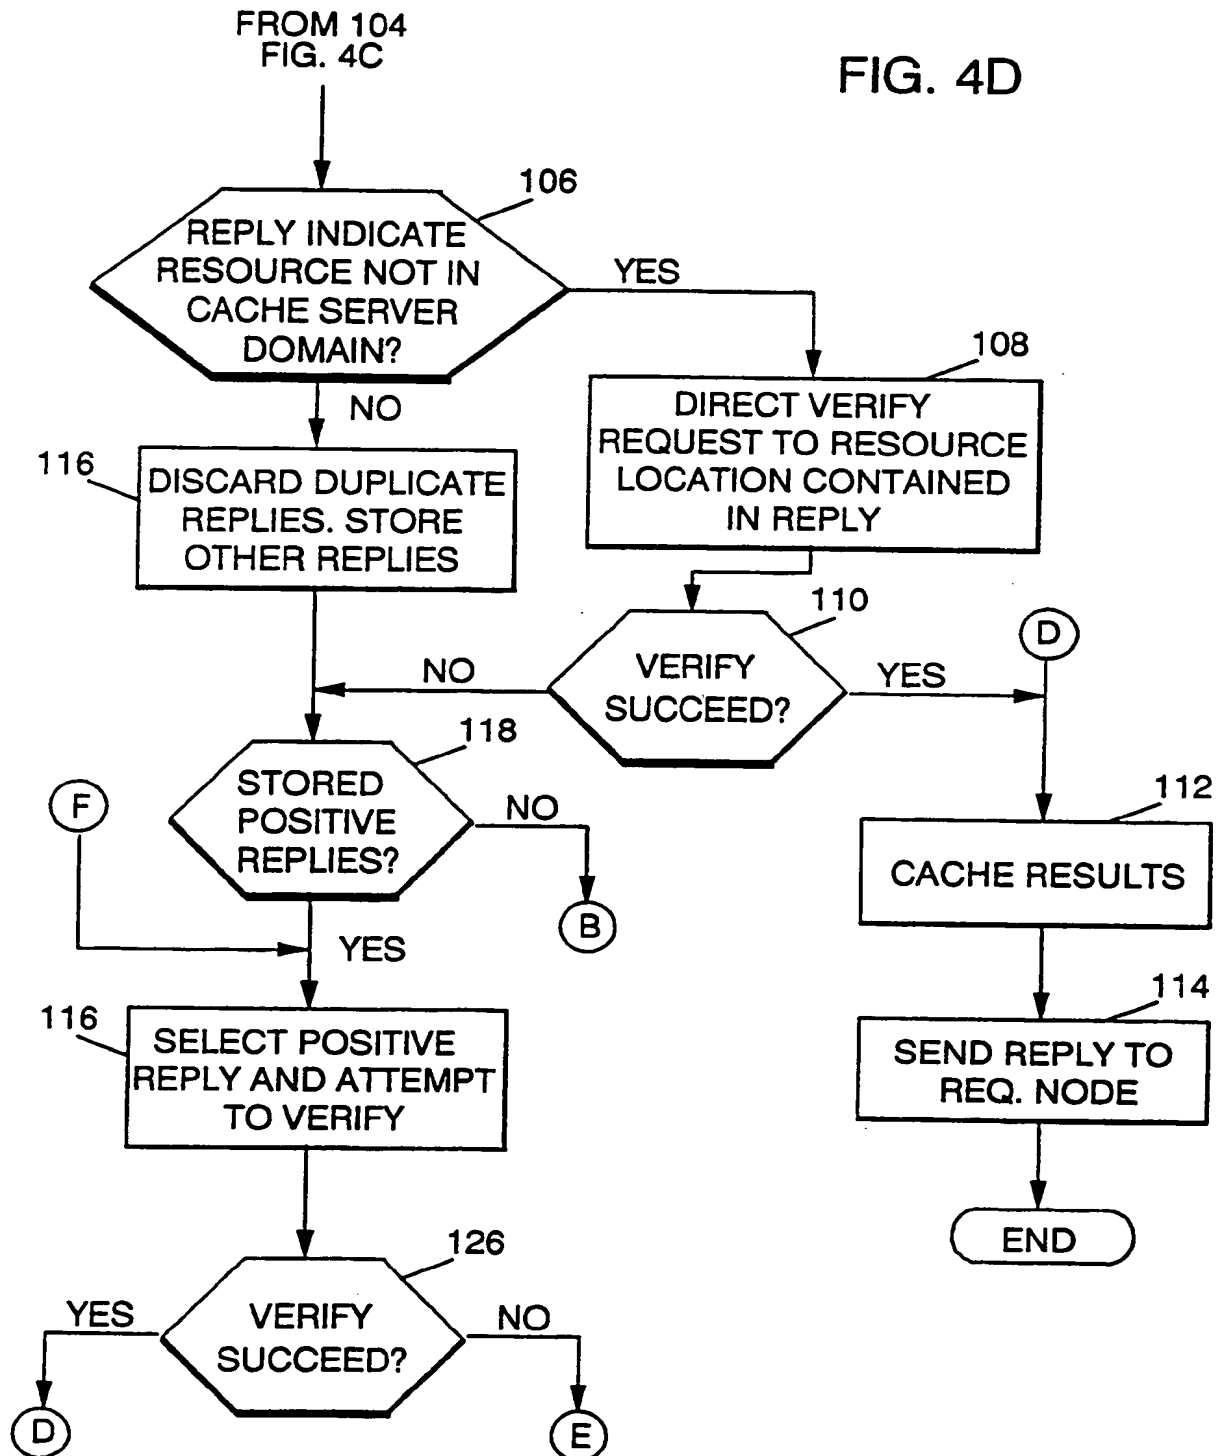 FROM 104
FIG. 4C
FIG. 4D
106
REPLY INDICATE
RESOURCE NOT IN
CACHE SERVER
DOMAIN?
YES
NO
108
DIRECT VERIFY
REQUEST TO RESOURCE
LOCATION CONTAINED
IN REPLY
116
DISCARD DUPLICATE
REPLIES. STORE
OTHER REPLIES
110
VERIFY
SUCCEED?
NO
YES
D
118
STORED
POSITIVE
REPLIES?
NO
B
F
YES
112
CACHE RESULTS
116
SELECT POSITIVE
REPLY AND ATTEMPT
TO VERIFY
114
SEND REPLY TO
REQ. NODE
END
126
VERIFY
SUCCEED?
YES
NO
D
E